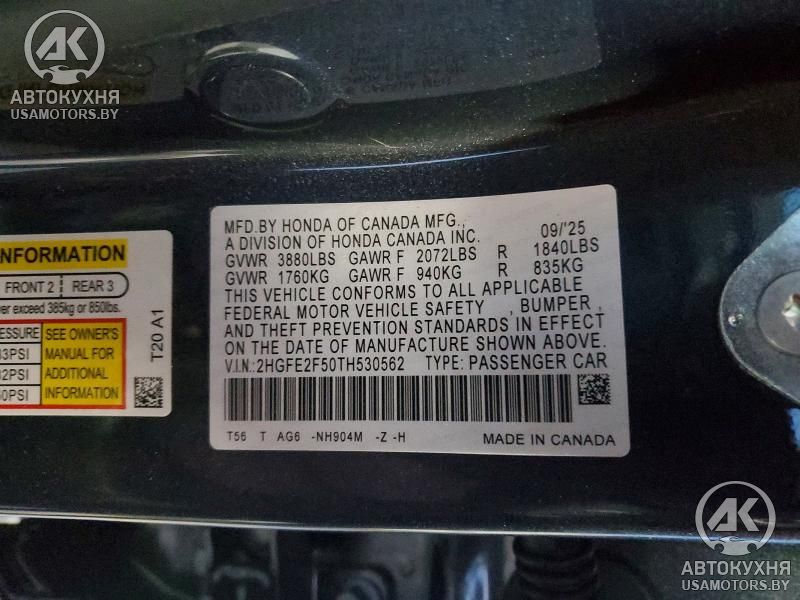 АК
АВТОКУХНЯ
USAMOTORS.BY
MFD.BY HONDA OF CANADA MFG., 09/'25
A DIVISION OF HONDA CANADA INC.
GVWR 3880LBS GAWR F 2072LBS R 1840LBS
GVWR 1760KG GAWR F 940KG R 835KG
THIS VEHICLE CONFORMS TO ALL APPLICABLE
FEDERAL MOTOR VEHICLE SAFETY , BUMPER ,
AND THEFT PREVENTION STANDARDS IN EFFECT
ON THE DATE OF MANUFACTURE SHOWN ABOVE.
V.I.N.:2HGFE2F50TH530562 TYPE: PASSENGER CAR
T56 T AG6 -NH904M -Z -H MADE IN CANADA
FRONT 2 REAR 3
exceed 385kg or 850lbs.
SEE OWNER'S
MANUAL FOR
ADDITIONAL
INFORMATION
T20 A1
АК
АВТОКУХНЯ
USAMOTORS.BY